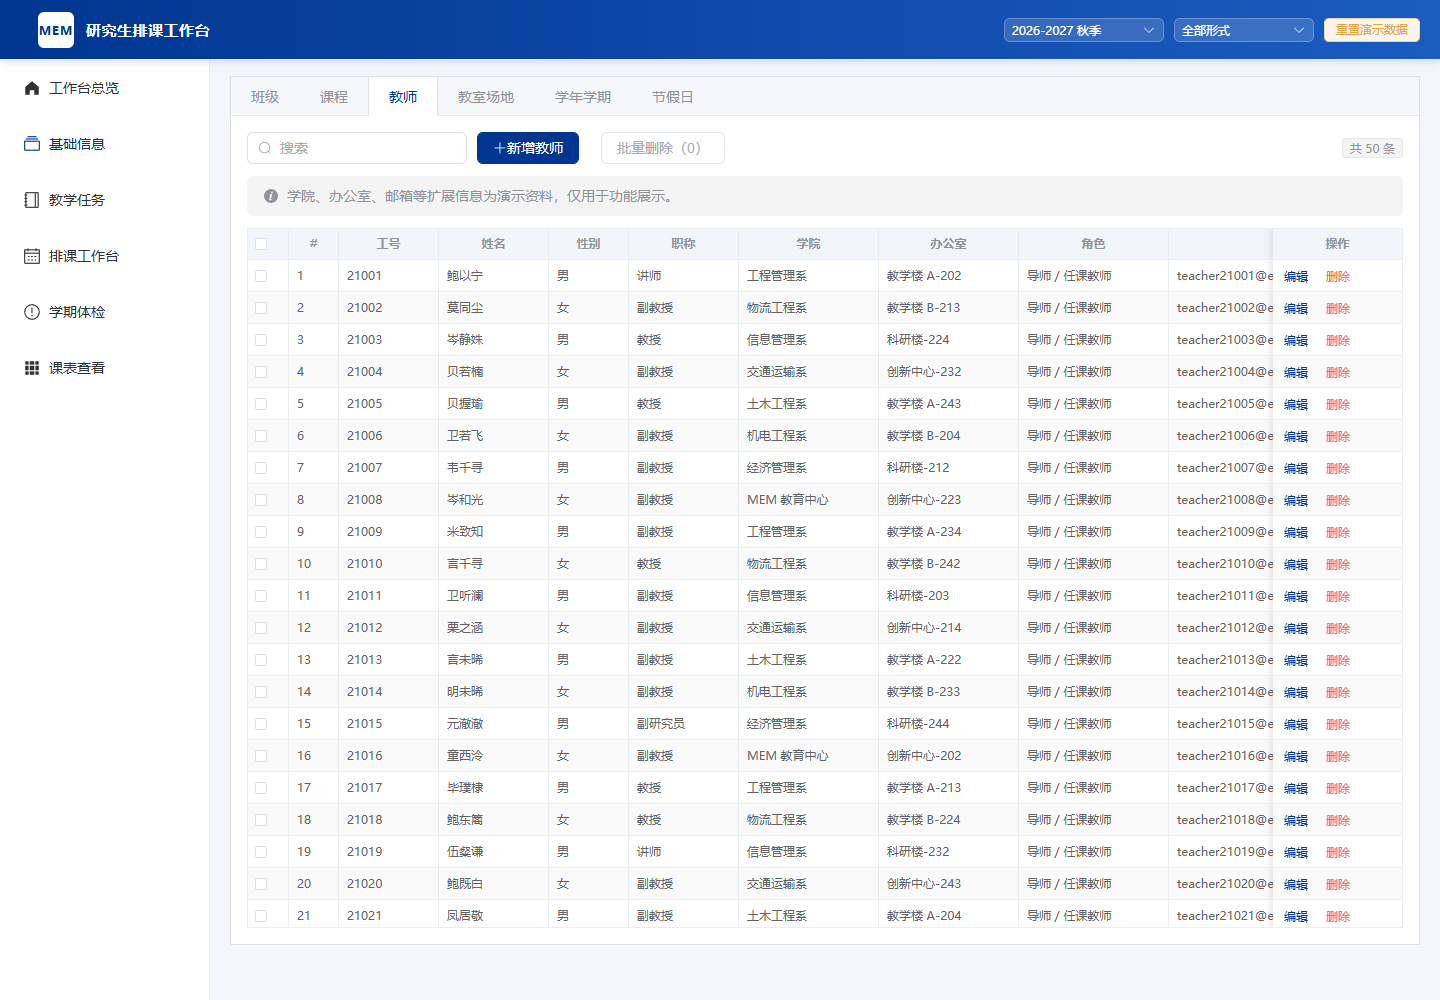 MEM 研究生排课工作台 2026-2027 秋季 全部形式 重置演示数据
工作台总览
基础信息
教学任务
排课工作台
学期体检
课表查看
班级 课程 教师 教室场地 学年学期 节假日
搜索 +新增教师 批量删除（0） 共 50 条
学院、办公室、邮箱等扩展信息为演示资料，仅用于功能展示。
# 工号 姓名 性别 职称 学院 办公室 角色 操作
1 21001 鲍以宁 男 讲师 工程管理系 教学楼 A-202 导师 / 任课教师 teacher21001@e 编辑 删除
2 21002 莫同尘 女 副教授 物流工程系 教学楼 B-213 导师 / 任课教师 teacher21002@e 编辑 删除
3 21003 岑静姝 男 教授 信息管理系 科研楼-224 导师 / 任课教师 teacher21003@e 编辑 删除
4 21004 贝若楠 女 副教授 交通运输系 创新中心-232 导师 / 任课教师 teacher21004@e 编辑 删除
5 21005 贝握瑜 男 教授 土木工程系 教学楼 A-243 导师 / 任课教师 teacher21005@e 编辑 删除
6 21006 卫若飞 女 副教授 机电工程系 教学楼 B-204 导师 / 任课教师 teacher21006@e 编辑 删除
7 21007 韦千寻 男 副教授 经济管理系 科研楼-212 导师 / 任课教师 teacher21007@e 编辑 删除
8 21008 岑和光 女 副教授 MEM 教育中心 创新中心-223 导师 / 任课教师 teacher21008@e 编辑 删除
9 21009 米致知 男 副教授 工程管理系 教学楼 A-234 导师 / 任课教师 teacher21009@e 编辑 删除
10 21010 言千寻 女 教授 物流工程系 教学楼 B-242 导师 / 任课教师 teacher21010@e 编辑 删除
11 21011 卫听澜 男 副教授 信息管理系 科研楼-203 导师 / 任课教师 teacher21011@e 编辑 删除
12 21012 栗之涵 女 副教授 交通运输系 创新中心-214 导师 / 任课教师 teacher21012@e 编辑 删除
13 21013 言未晞 男 副教授 土木工程系 教学楼 A-222 导师 / 任课教师 teacher21013@e 编辑 删除
14 21014 明未晞 女 副教授 机电工程系 教学楼 B-233 导师 / 任课教师 teacher21014@e 编辑 删除
15 21015 元澈澈 男 副研究员 经济管理系 科研楼-244 导师 / 任课教师 teacher21015@e 编辑 删除
16 21016 童西泠 女 副教授 MEM 教育中心 创新中心-202 导师 / 任课教师 teacher21016@e 编辑 删除
17 21017 毕璞棣 男 教授 工程管理系 教学楼 A-213 导师 / 任课教师 teacher21017@e 编辑 删除
18 21018 鲍东篱 女 教授 物流工程系 教学楼 B-224 导师 / 任课教师 teacher21018@e 编辑 删除
19 21019 伍粲谦 男 讲师 信息管理系 科研楼-232 导师 / 任课教师 teacher21019@e 编辑 删除
20 21020 鲍既白 女 副教授 交通运输系 创新中心-243 导师 / 任课教师 teacher21020@e 编辑 删除
21 21021 凤居敬 男 副教授 土木工程系 教学楼 A-204 导师 / 任课教师 teacher21021@e 编辑 删除